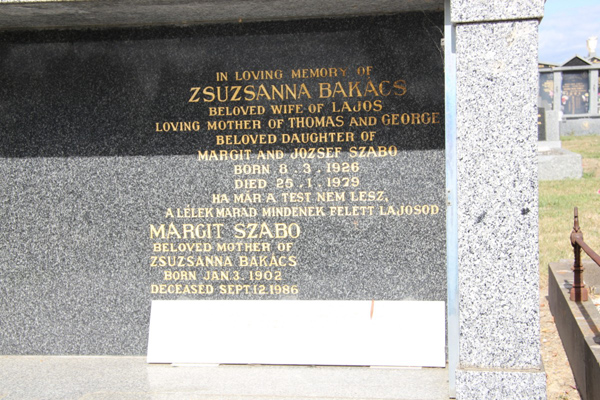 IN LOVING MEMORY OF
ZSUZSANNA BAKÁCS
BELOVED WIFE OF LAJOS
LOVING MOTHER OF THOMAS AND GEORGE
BELOVED DAUGHTER OF
MARGIT AND JOZSEF SZABO
BORN 8.3.1926
DIED 25.1.1979
HA MÁR A TEST NEM LESZ,
A LÉLEK MARAD MINDENEK FELETT LAJOSOD
MARGIT SZABO
BELOVED MOTHER OF
ZSUZSANNA BAKÁCS
BORN JAN.3.1902
DECEASED SEPT.12.1986